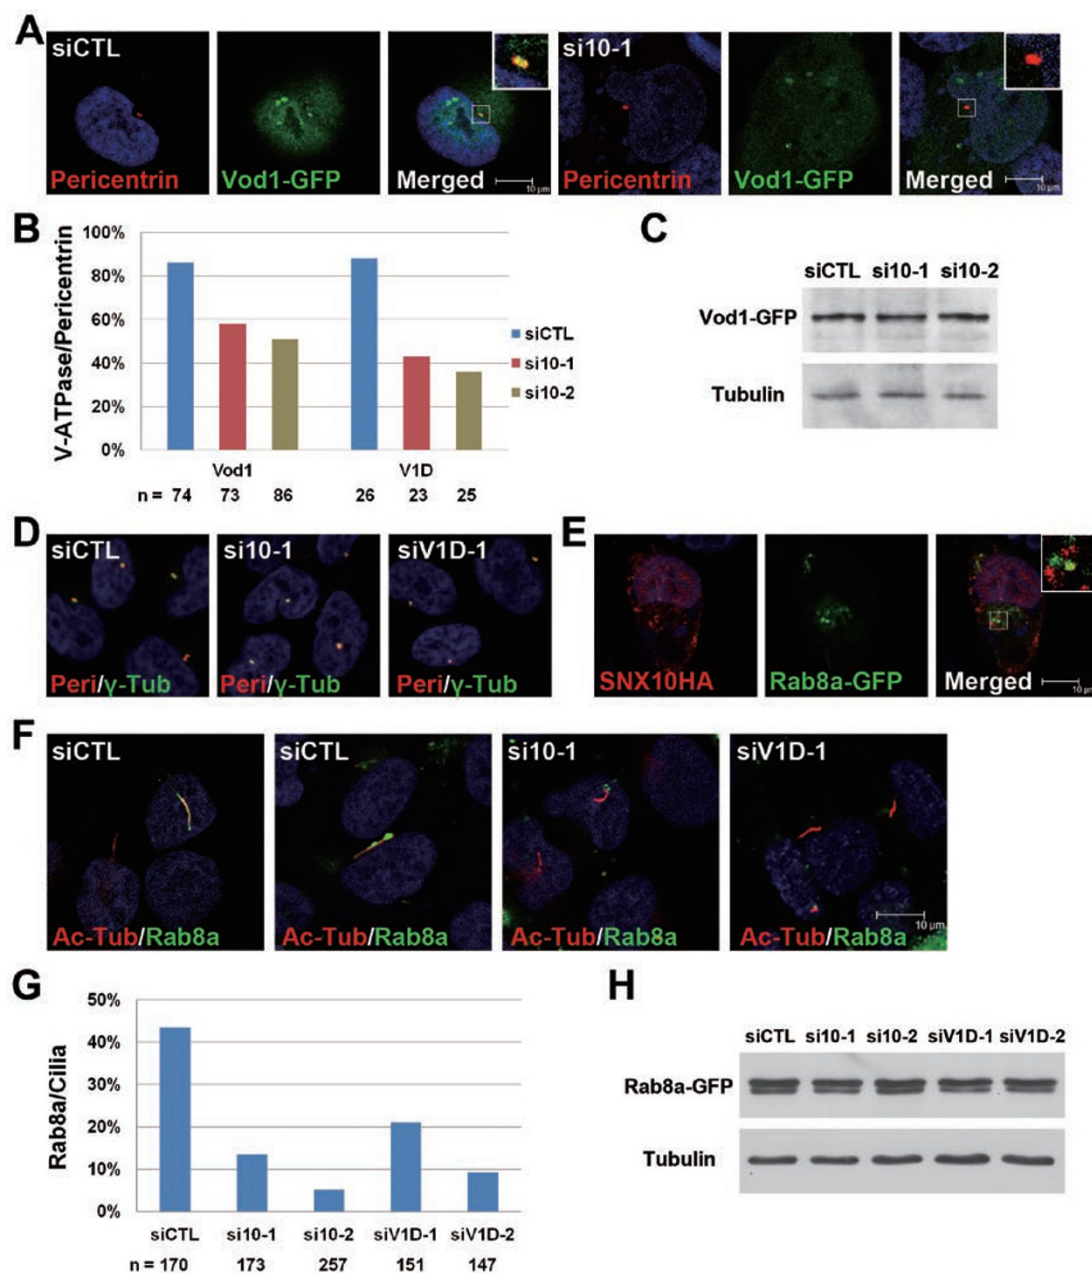 A
siCTL
Pericentrin
Vod1-GFP
Merged
10 µm
si10-1
Pericentrin
Vod1-GFP
Merged
10 µm
B
V-ATPase/Pericentrin
100%
80%
60%
40%
20%
0%
Vod1 V1D
n = 74 73 86 26 23 25
siCTL
si10-1
si10-2
C
siCTL si10-1 si10-2
Vod1-GFP
Tubulin
D
siCTL
Peri/γ-Tub
si10-1
Peri/γ-Tub
siV1D-1
Peri/γ-Tub
E
SNX10HA
Rab8a-GFP
Merged
10 µm
F
siCTL
Ac-Tub/Rab8a
siCTL
Ac-Tub/Rab8a
si10-1
Ac-Tub/Rab8a
siV1D-1
Ac-Tub/Rab8a
10 µm
G
Rab8a/Cilia
50%
40%
30%
20%
10%
0%
siCTL si10-1 si10-2 siV1D-1 siV1D-2
n = 170 173 257 151 147
H
siCTL si10-1 si10-2 siV1D-1 siV1D-2
Rab8a-GFP
Tubulin